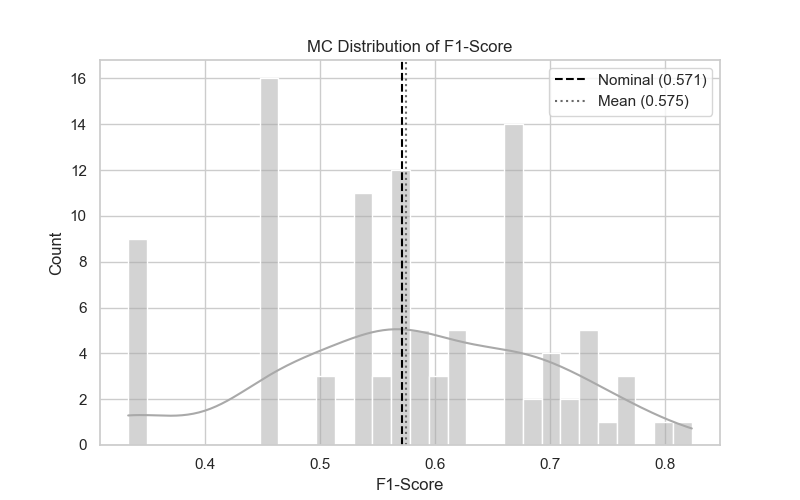 MC Distribution of F1-Score
Nominal (0.571)
Mean (0.575)
16
14
12
10
8
6
4
2
0
Count
0.4 0.5 0.6 0.7 0.8
F1-Score